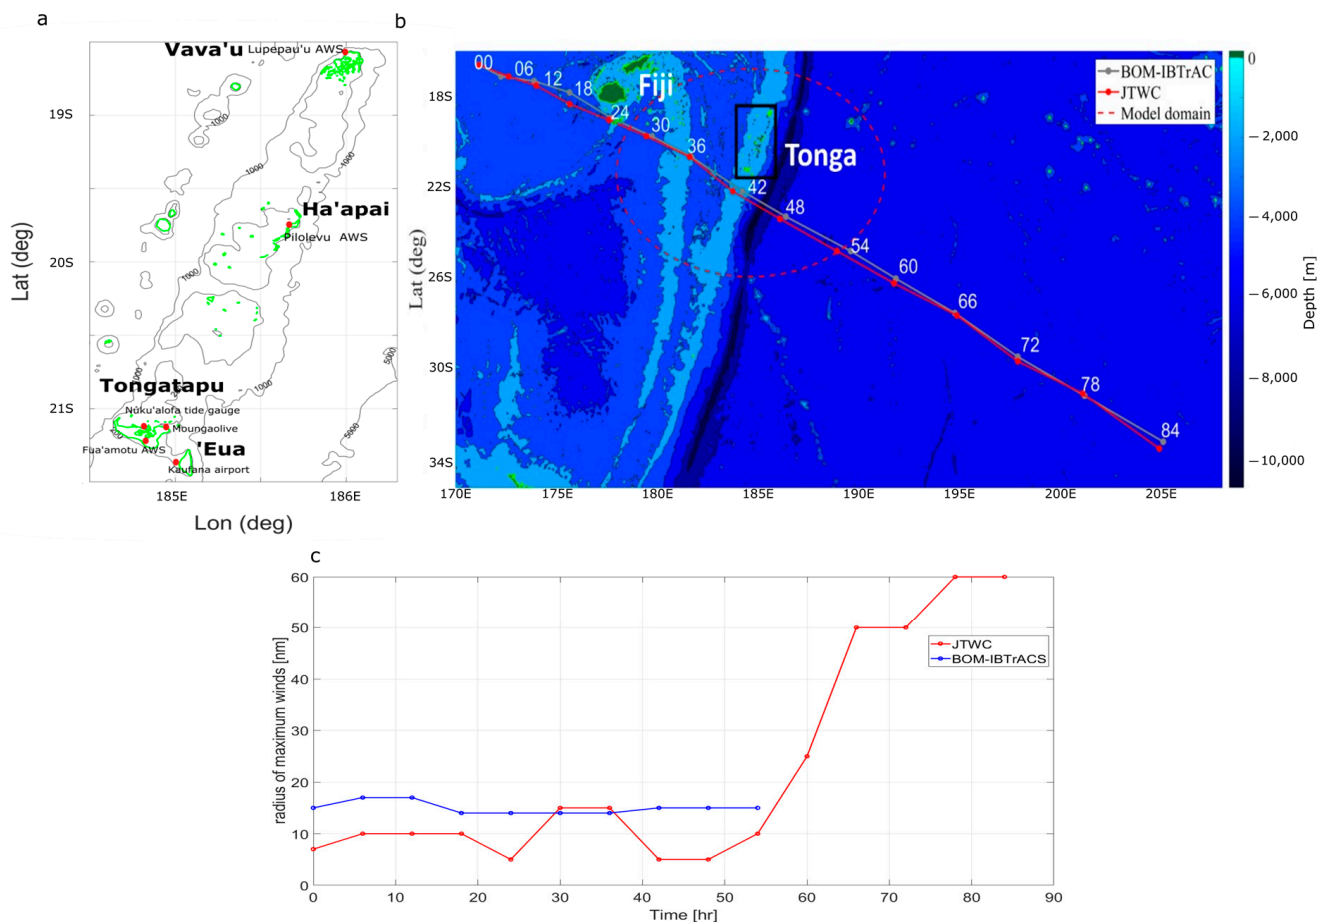 a
Vava'u Lupepau'u AWS
19S
1000
1000
1000
Ha'apai
Pilolevu AWS
Lat (deg)
20S
1000
1000
5000
Tongatapu
1000
Nuku'alofa tide gauge
21S
Moungaolive
200
5000
Fua'amotu AWS
'Eua
Kaufana airport
185E
186E
Lon (deg)
b
00
06
12
18
24
30
36
42
48
54
60
66
72
78
84
Fiji
Tonga
BOM-IBTrAC
JTWC
Model domain
18S
22S
26S
30S
34S
Lat (deg)
170E
175E
180E
185E
190E
195E
200E
205E
0
−2,000
−4,000
−6,000
−8,000
−10,000
Depth [m]
c
60
50
40
30
20
10
0
radius of maximum winds [nm]
JTWC
BOM-IBTrACS
0
10
20
30
40
50
60
70
80
90
Time [hr]